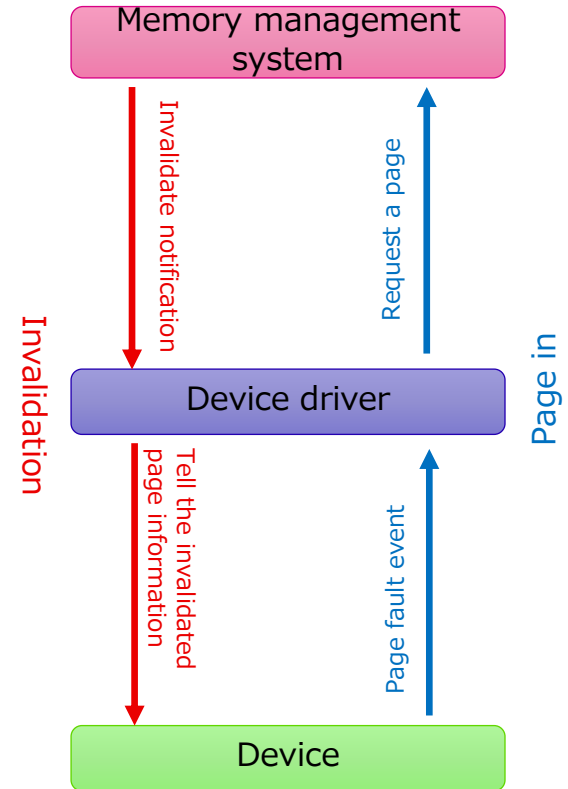 Memory management
system
Invalidate notification
Request a page
Invalidation
Page in
Device driver
Tell the invalidated
page information
Page fault event
Device